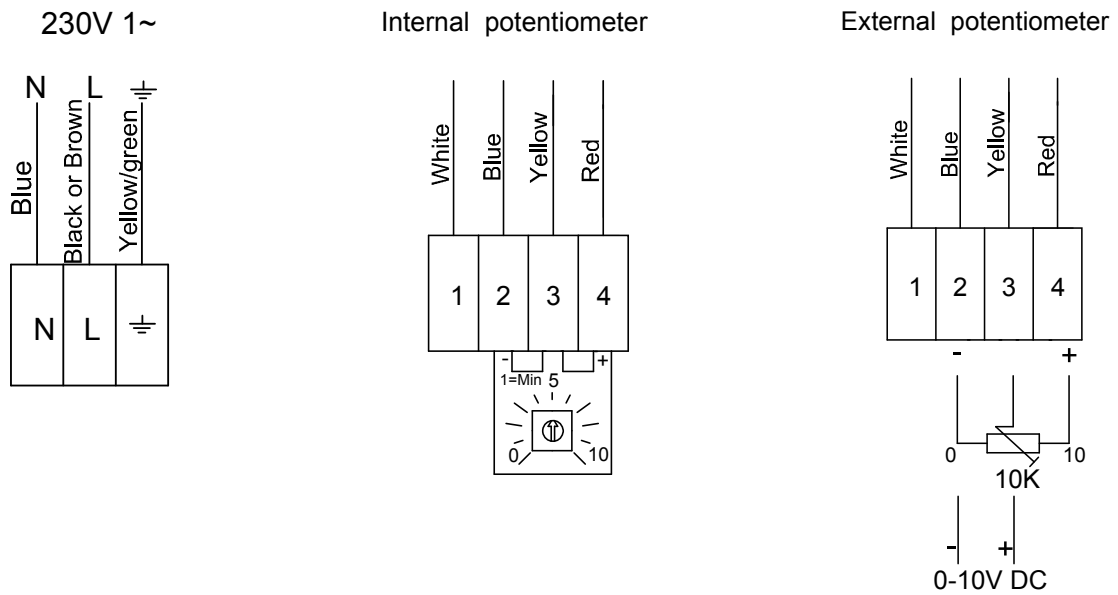 230V 1~
N L
Blue
Black or Brown
Yellow/green
N L
Internal potentiometer
White
Blue
Yellow
Red
1 2 3 4
- +
1=Min 5
0 10
External potentiometer
White
Blue
Yellow
Red
1 2 3 4
- +
0 10
10K
- +
0-10V DC